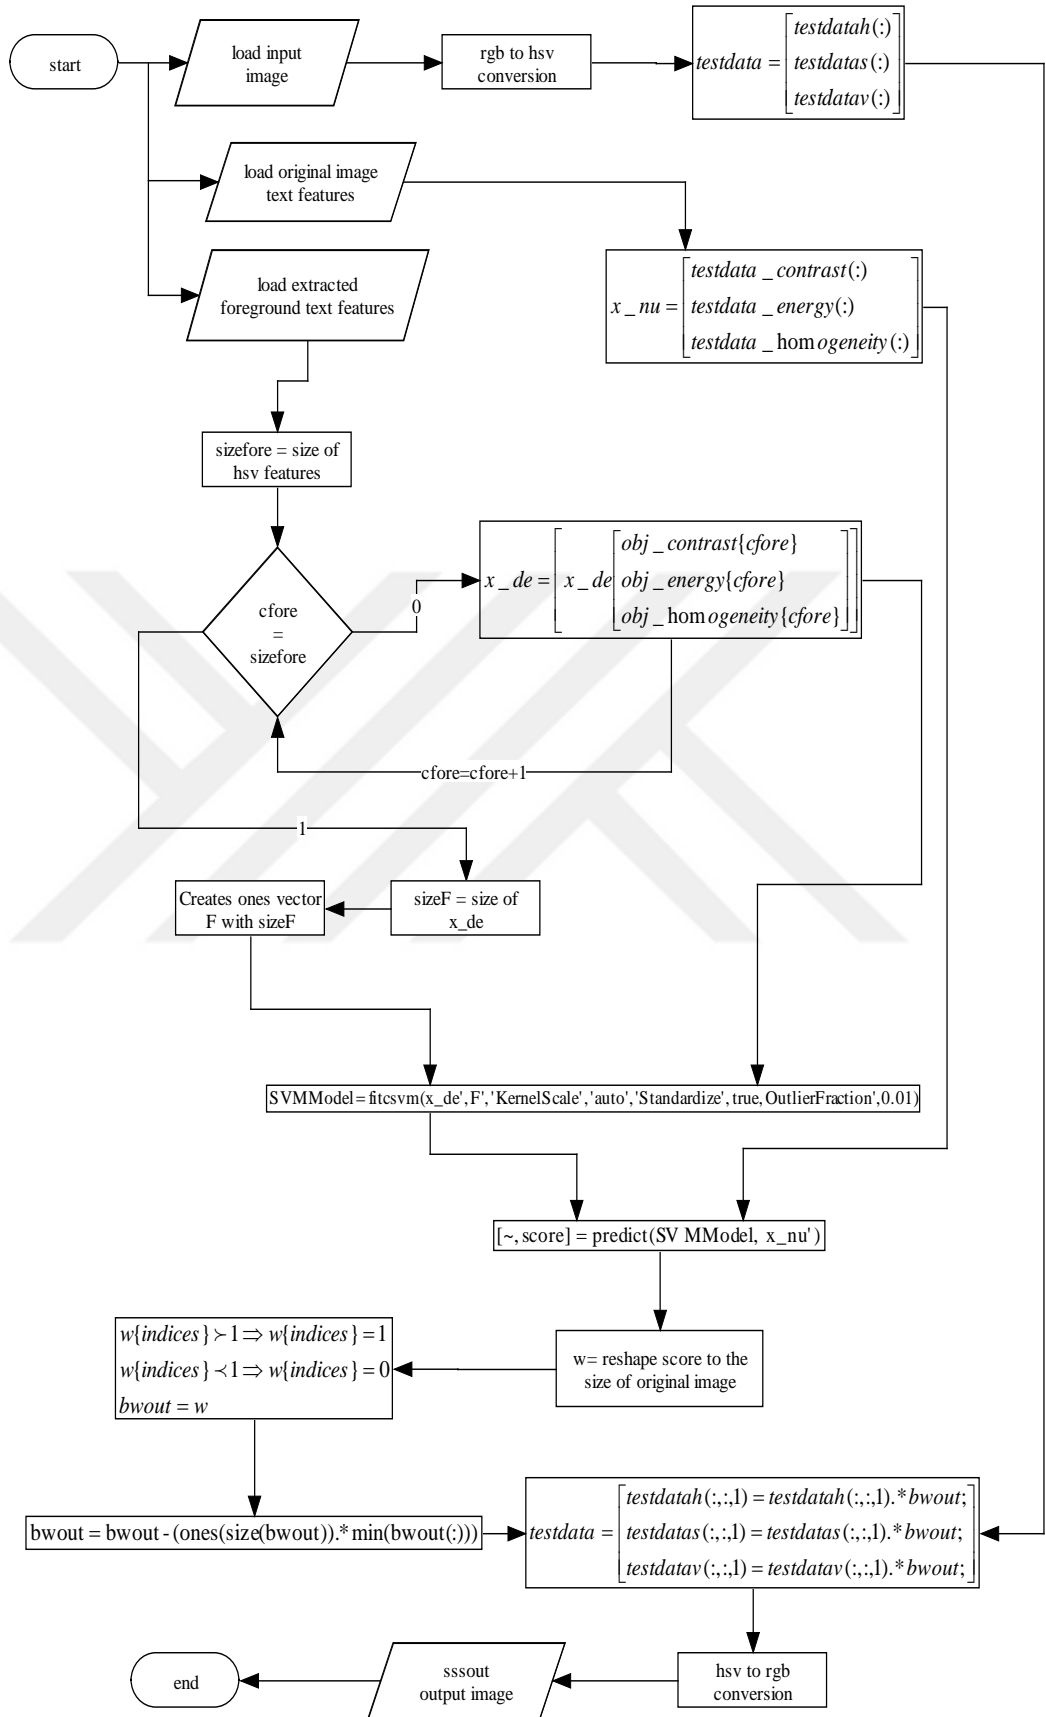 start
load input
image
rgb to hsv
conversion
testdata = [testdatah(:)
testdatas(:)
testdatav(:)]
load original image
text features
load extracted
foreground text features
x_nu = [testdata_contrast(:)
testdata_energy(:)
testdata_homogeneity(:)]
sizefore = size of
hsv features
cfore
=
sizefore
0
x_de = [x_de [obj_contrast{cfore}
obj_energy{cfore}
obj_homogeneity{cfore}]]
cfore=cfore+1
1
Creates ones vector
F with sizeF
sizeF = size of
x_de
SVMModel=fitcsvm(x_de',F','KernelScale','auto','Standardize',true,OutlierFraction',0.01)
[~,score] = predict(SVMModel, x_nu')
w{indices} ≻ 1 ⇒ w{indices} = 1
w{indices} ≺ 1 ⇒ w{indices} = 0
bwout = w
w= reshape score to the
size of original image
bwout = bwout - (ones(size(bwout)).* min(bwout(:)))
testdata = [testdatah(:,:,1) = testdatah(:,:,1).*bwout;
testdatas(:,:,1) = testdatas(:,:,1).*bwout;
testdatav(:,:,1) = testdatav(:,:,1).*bwout;]
end
sssout
output image
hsv to rgb
conversion